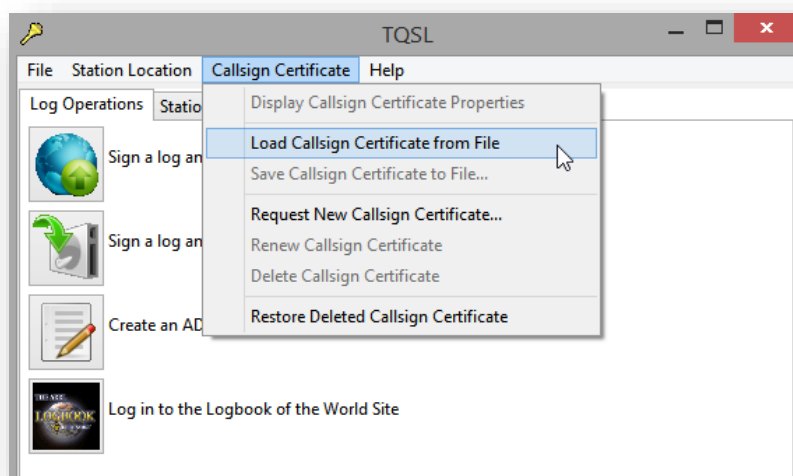 TQSL
File Station Location Callsign Certificate Help
Log Operations Statio
Display Callsign Certificate Properties
Load Callsign Certificate from File
Save Callsign Certificate to File...
Request New Callsign Certificate...
Renew Callsign Certificate
Delete Callsign Certificate
Restore Deleted Callsign Certificate
Sign a log an
Sign a log an
Create an AD
LOGBOOK
Log in to the Logbook of the World Site